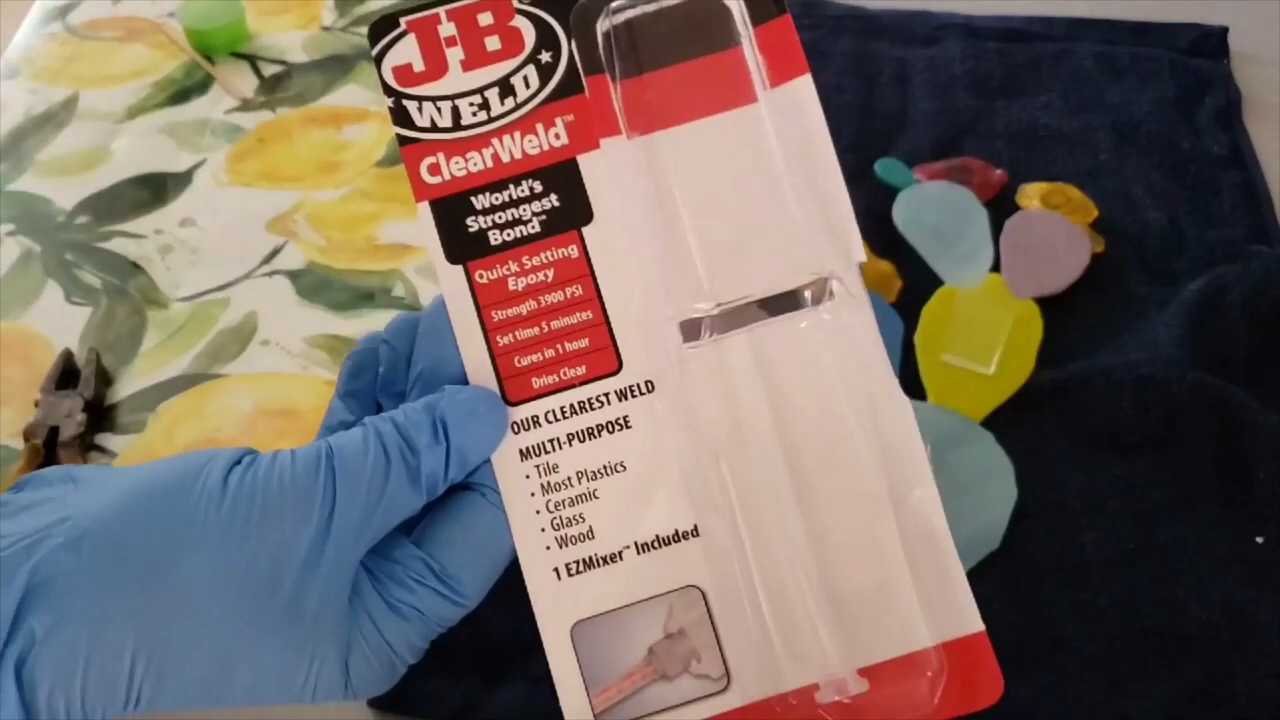 J-B
WELD
ClearWeld™
World's
Strongest
Bond™
Quick Setting
Epoxy
Strength 3900 PSI
Set time 5 minutes
Cures in 1 hour
Dries Clear
OUR CLEAREST WELD
MULTI-PURPOSE
• Tile
• Most Plastics
• Ceramic
• Glass
• Wood
1 EZMixer™ Included